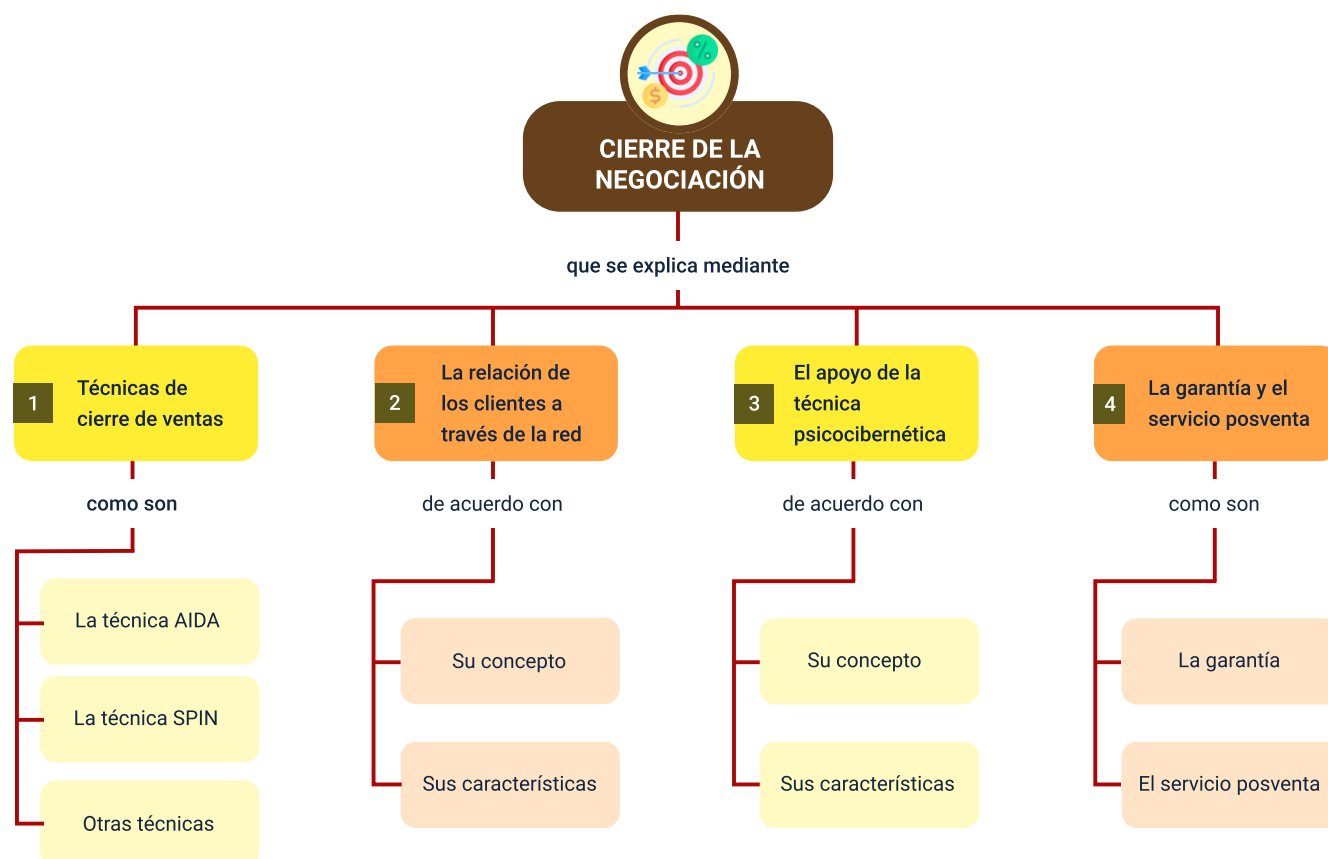 %
$
CIERRE DE LA
NEGOCIACIÓN
que se explica mediante
1
Técnicas de
cierre de ventas
como son
La técnica AIDA
La técnica SPIN
Otras técnicas
2
La relación de
los clientes a
través de la red
de acuerdo con
Su concepto
Sus características
3
El apoyo de la
técnica
psicocibernética
de acuerdo con
Su concepto
Sus características
4
La garantía y el
servicio posventa
como son
La garantía
El servicio posventa